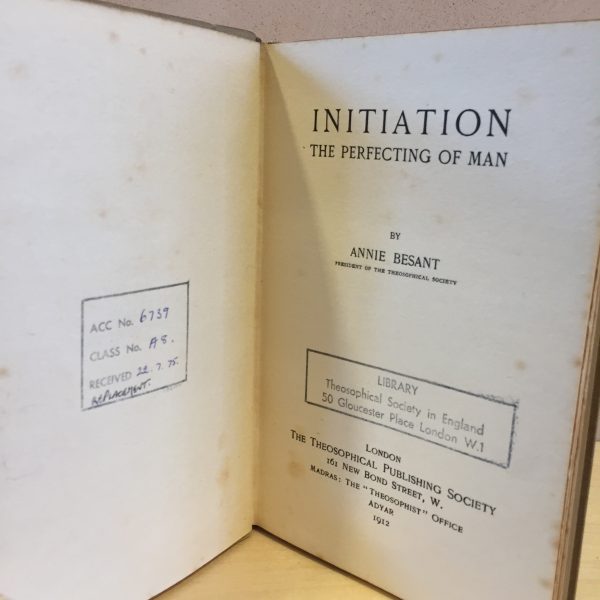 ACC No. 6739
CLASS No. A8.
RECEIVED 22.7.75.
REPLACEMENT.
INITIATION
THE PERFECTING OF MAN
BY
ANNIE BESANT
PRESIDENT OF THE THEOSOPHICAL SOCIETY
LIBRARY
Theosophical Society in England
50 Gloucester Place London W.1
LONDON
THE THEOSOPHICAL PUBLISHING SOCIETY
161 NEW BOND STREET, W.
MADRAS: THE "THEOSOPHIST" OFFICE
ADYAR
1912